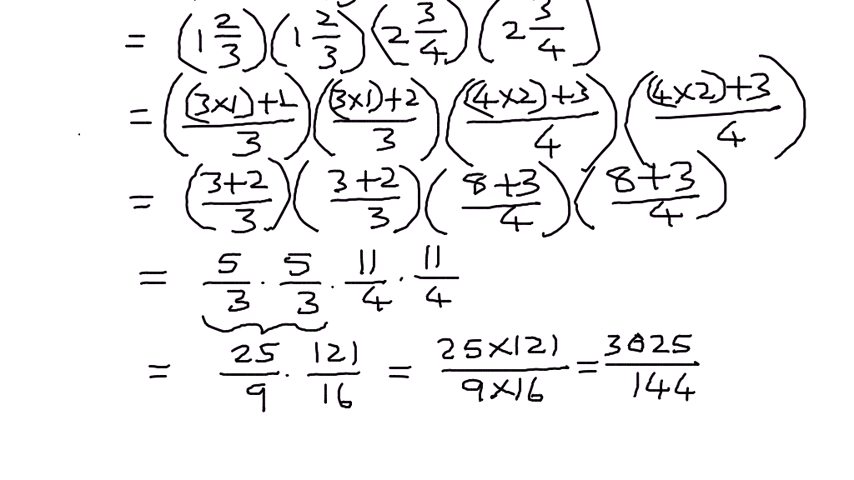 = (1 2/3)(1 2/3)(2 3/4)(2 3/4)
= (((3×1)+2)/3)(((3×1)+2)/3)(((4×2)+3)/4)(((4×2)+3)/4)
= ((3+2)/3)((3+2)/3)((8+3)/4)((8+3)/4)
= 5/3 · 5/3 · 11/4 · 11/4
= 25/9 · 121/16 = (25×121)/(9×16) = 3025/144